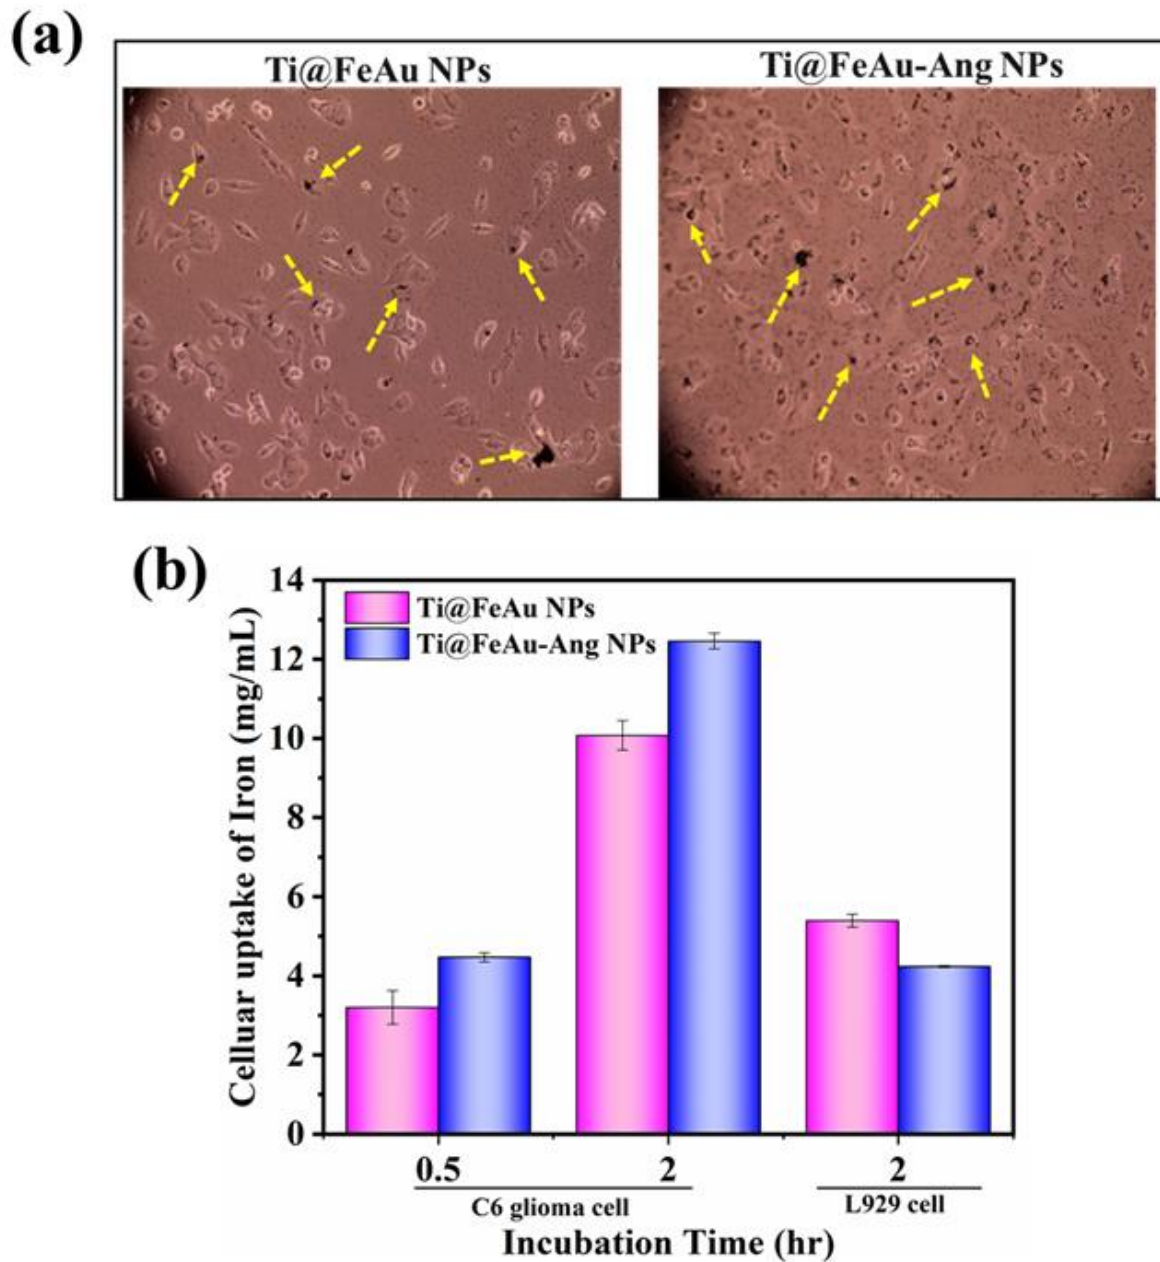 (a)
Ti@FeAu NPs
Ti@FeAu-Ang NPs
(b)
Celluar uptake of Iron (mg/mL)
14
12
10
8
6
4
2
0
Ti@FeAu NPs
Ti@FeAu-Ang NPs
0.5 2 2
C6 glioma cell L929 cell
Incubation Time (hr)